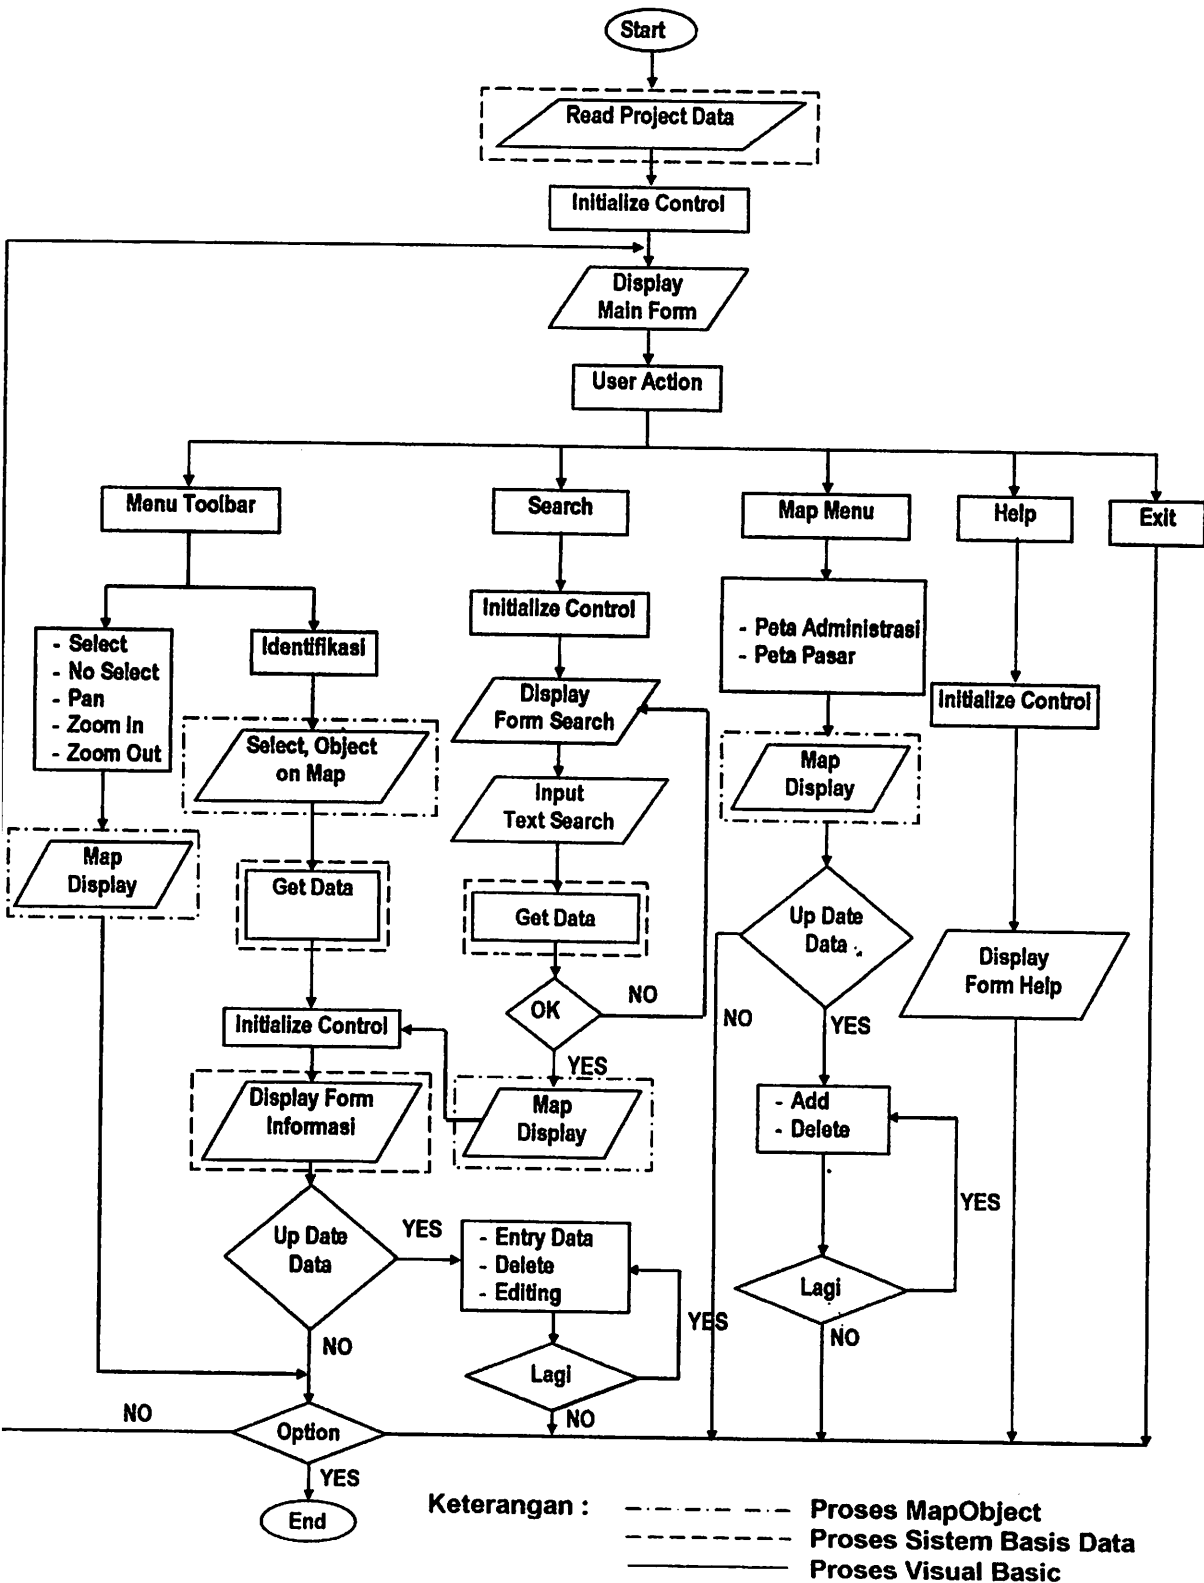 Start
Read Project Data
Initialize Control
Display
Main Form
User Action
Menu Toolbar
Search
Map Menu
Help
Exit
- Select
- No Select
- Pan
- Zoom In
- Zoom Out
Identifikasi
Initialize Control
- Peta Administrasi
- Peta Pasar
Initialize Control
Select, Object
on Map
Display
Form Search
Map
Display
Input
Text Search
Map
Display
Get Data
Get Data
Up Date
Data
Display
Form Help
OK
NO
NO
YES
Initialize Control
YES
Display Form
Informasi
Map
Display
- Add
- Delete
YES
Up Date
Data
YES
- Entry Data
- Delete
- Editing
Lagi
YES
NO
NO
Lagi
NO
NO
Option
YES
End
Keterangan :
Proses MapObject
Proses Sistem Basis Data
Proses Visual Basic